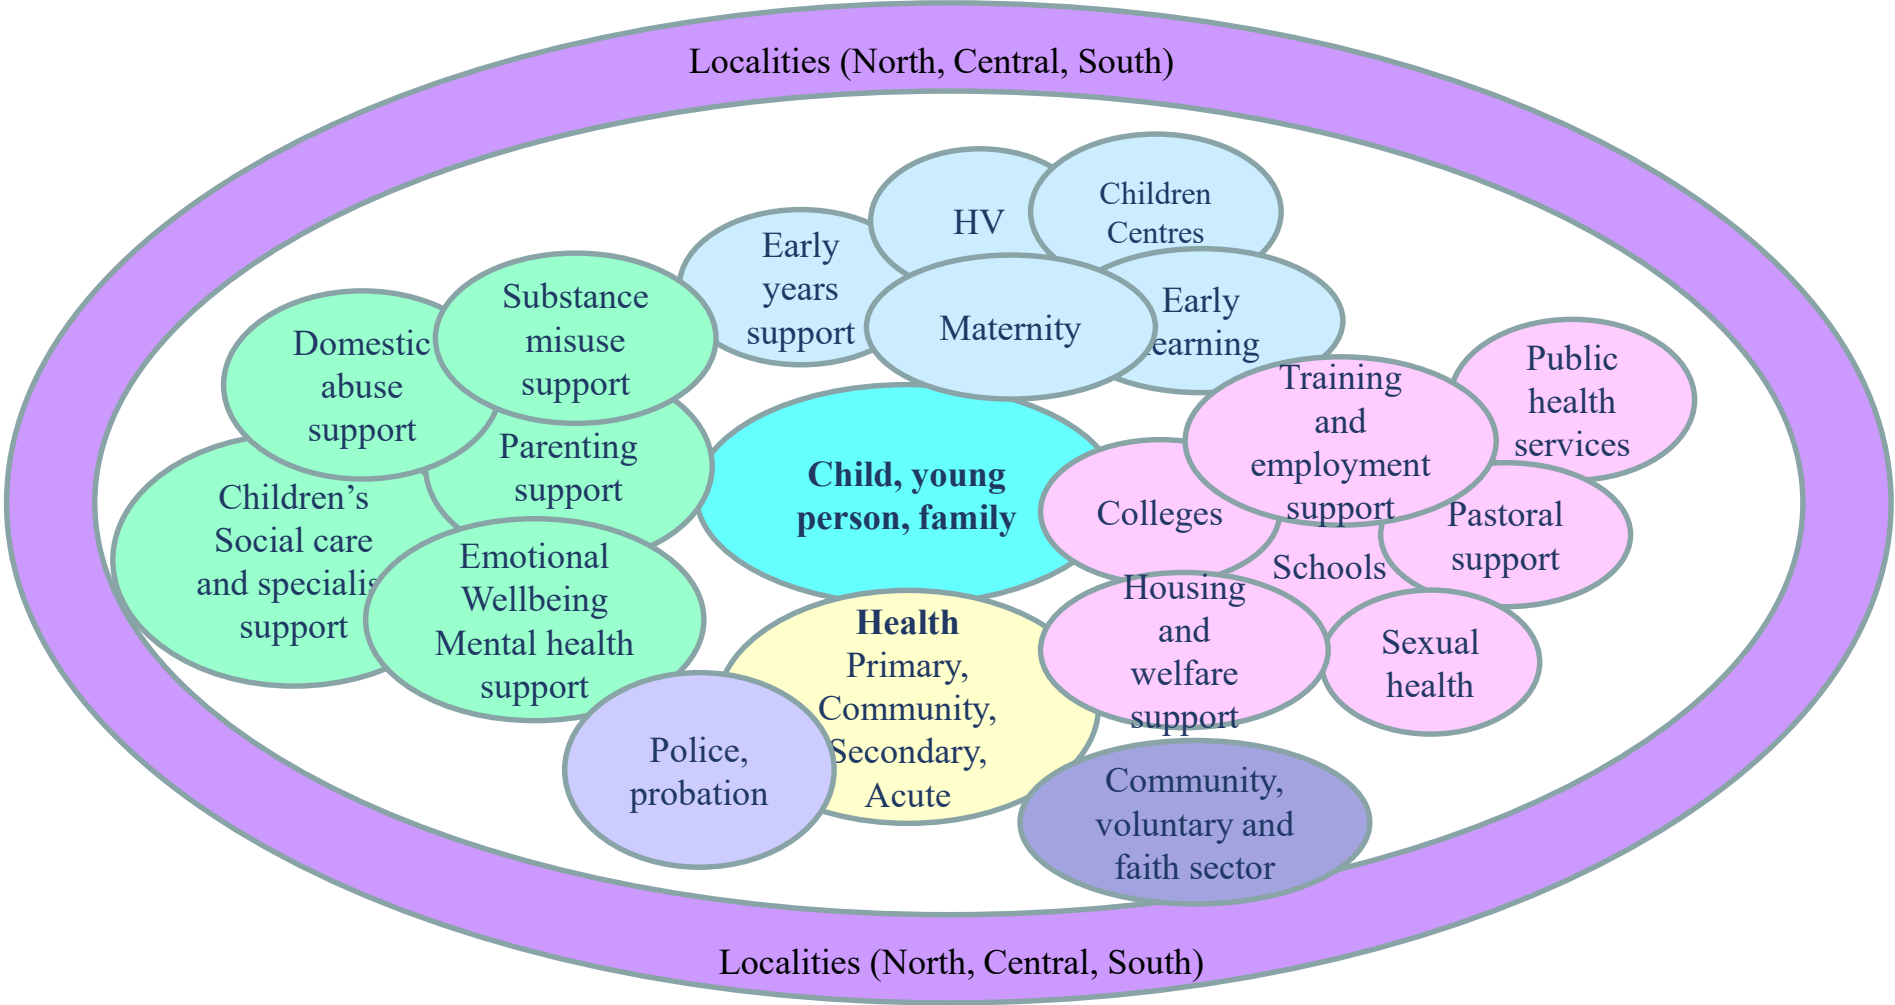 Localities (North, Central, South)
HV
Children
Centres
Early
years
support
Maternity
Early
learning
Substance
misuse
support
Domestic
abuse
support
Parenting
support
Children’s
Social care
and specialis
support
Emotional
Wellbeing
Mental health
support
Child, young
person, family
Training
and
employment
support
Public
health
services
Colleges
Pastoral
support
Schools
Housing
and
welfare
support
Sexual
health
Health
Primary,
Community,
Secondary,
Acute
Police,
probation
Community,
voluntary and
faith sector
Localities (North, Central, South)